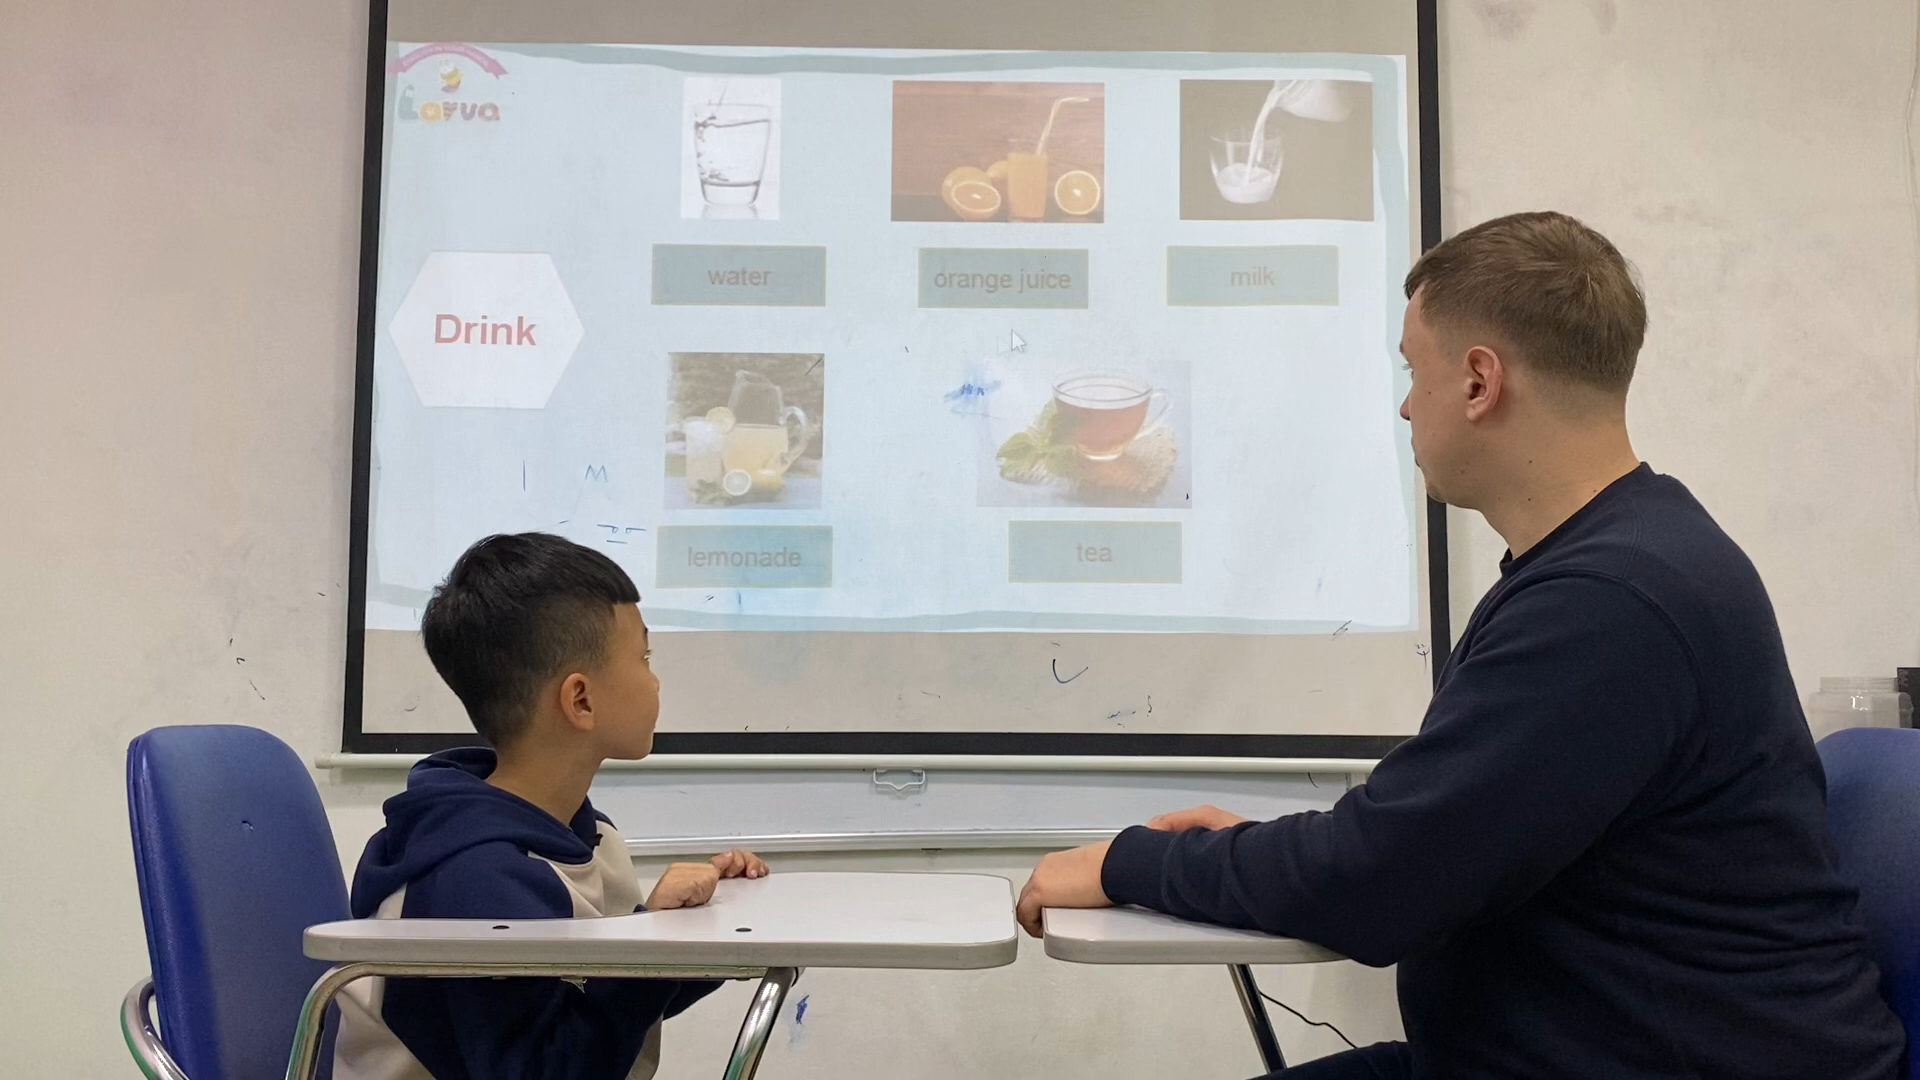 Larva
Drink
water
orange juice
milk
lemonade
tea
I M